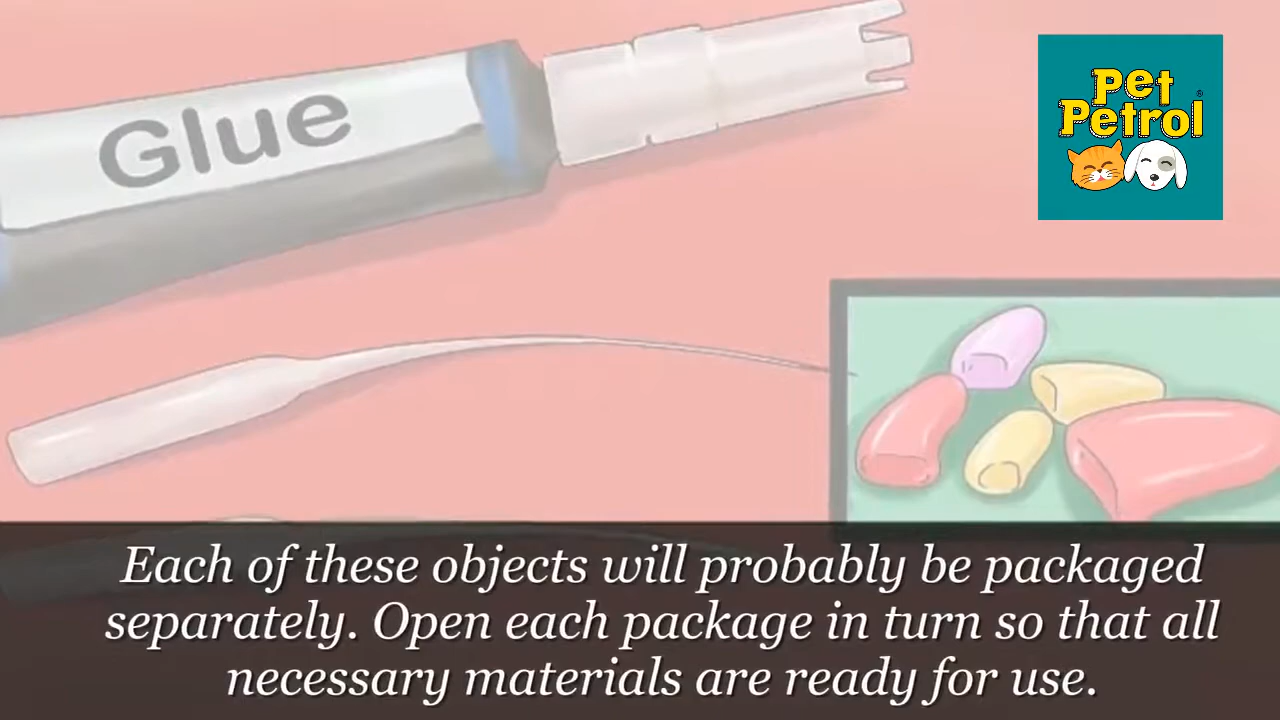 Glue
Pet
Petrol®
Each of these objects will probably be packaged
separately. Open each package in turn so that all
necessary materials are ready for use.